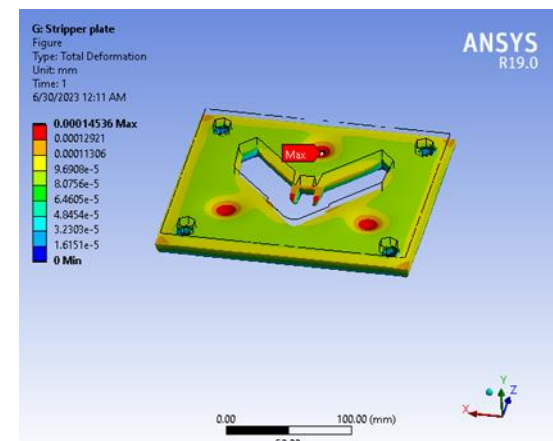 G: Stripper plate
Figure
Type: Total Deformation
Unit: mm
Time: 1
6/30/2023 12:11 AM
ANSYS
R19.0
0.00014536 Max
0.00012921
0.00011306
9.6908e-5
8.0756e-5
6.4605e-5
4.8454e-5
3.2303e-5
1.6151e-5
0 Min
Max
Y
Z
X
0.00
100.00 (mm)